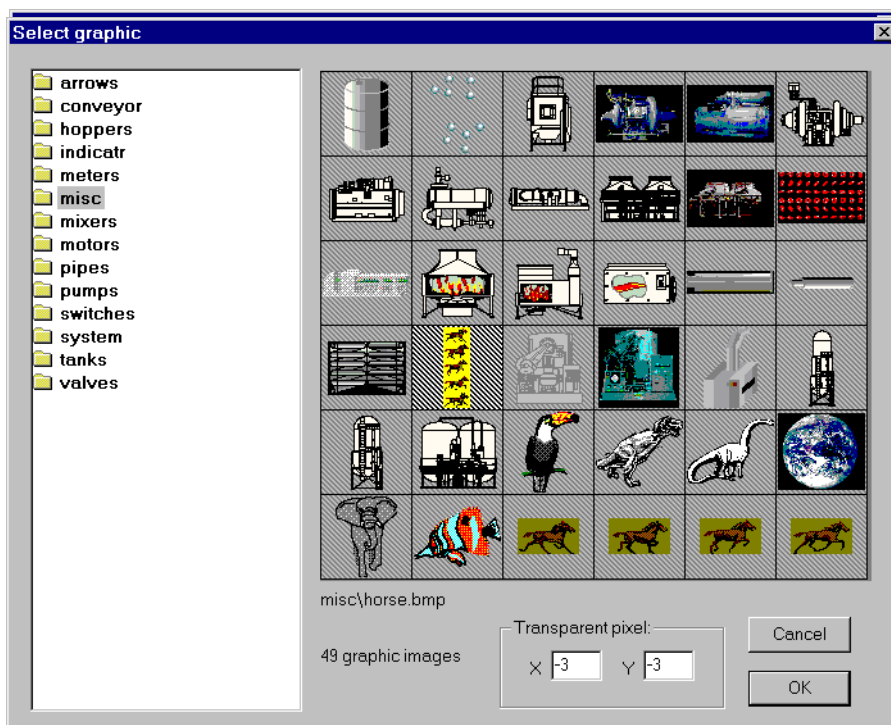 Select graphic
arrows
conveyor
hoppers
indicatr
meters
misc
mixers
motors
pipes
pumps
switches
system
tanks
valves
misc\horse.bmp
49 graphic images
Transparent pixel:
X -3 Y -3
Cancel
OK